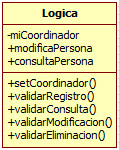 Logica
-miCoordinador
+modificaPersona
+consultaPersona
+setCoordinador()
+validarRegistro()
+validarConsulta()
+validarModificacion()
+validarEliminacion()